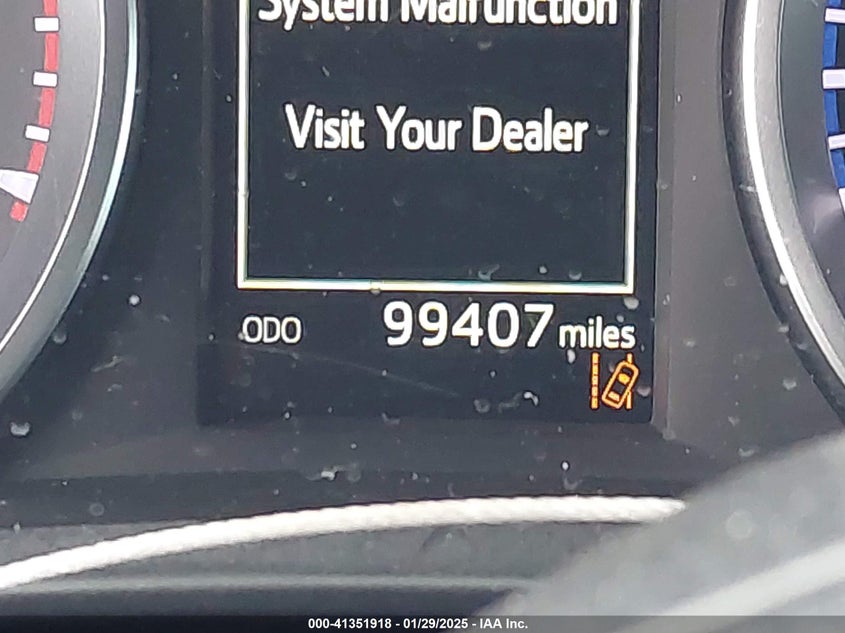 System Malfunction
Visit Your Dealer
ODO 99407 miles
000-41351918 - 01/29/2025 - IAA Inc.